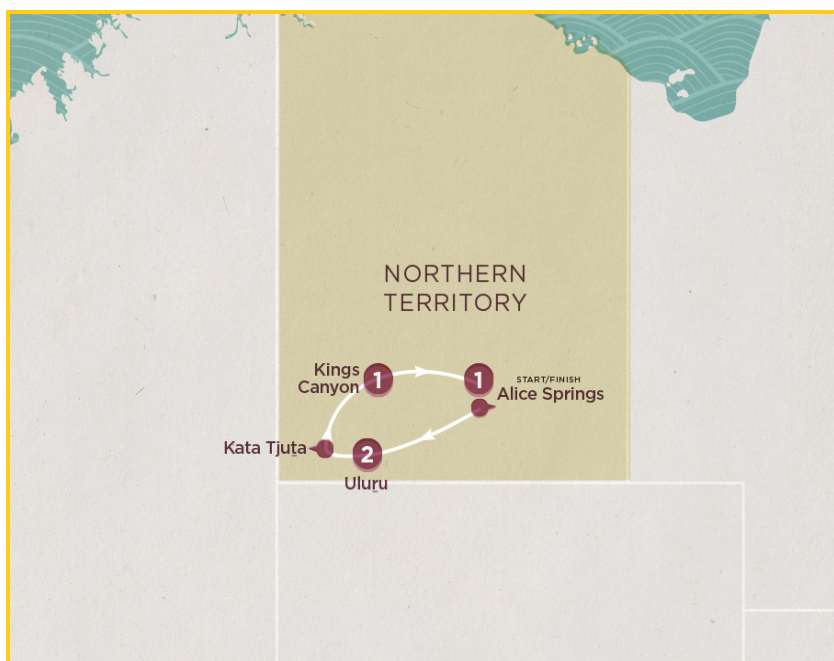 NORTHERN
TERRITORY
Kings
Canyon
1
1
START/FINISH
Alice Springs
Kata Tjuṯa
2
Uluṟu